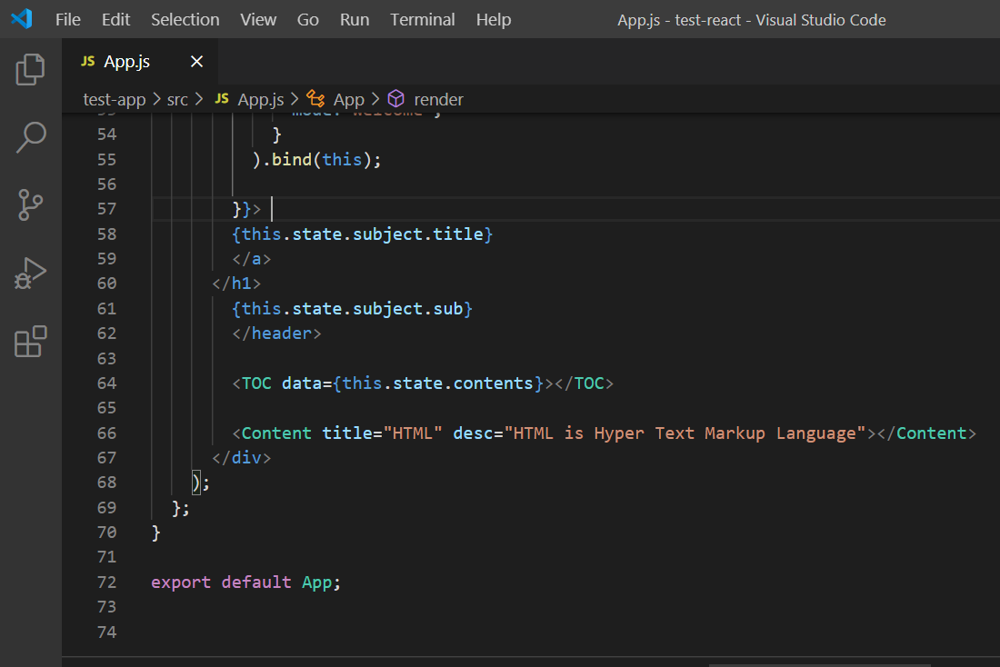 File Edit Selection View Go Run Terminal Help App.js - test-react - Visual Studio Code
JS App.js
test-app > src > JS App.js > App > render
54 }
55 ).bind(this);
56
57 }}>
58 {this.state.subject.title}
59 </a>
60 </h1>
61 {this.state.subject.sub}
62 </header>
63
64 <TOC data={this.state.contents}></TOC>
65
66 <Content title="HTML" desc="HTML is Hyper Text Markup Language"></Content>
67 </div>
68 );
69 };
70 }
71
72 export default App;
73
74